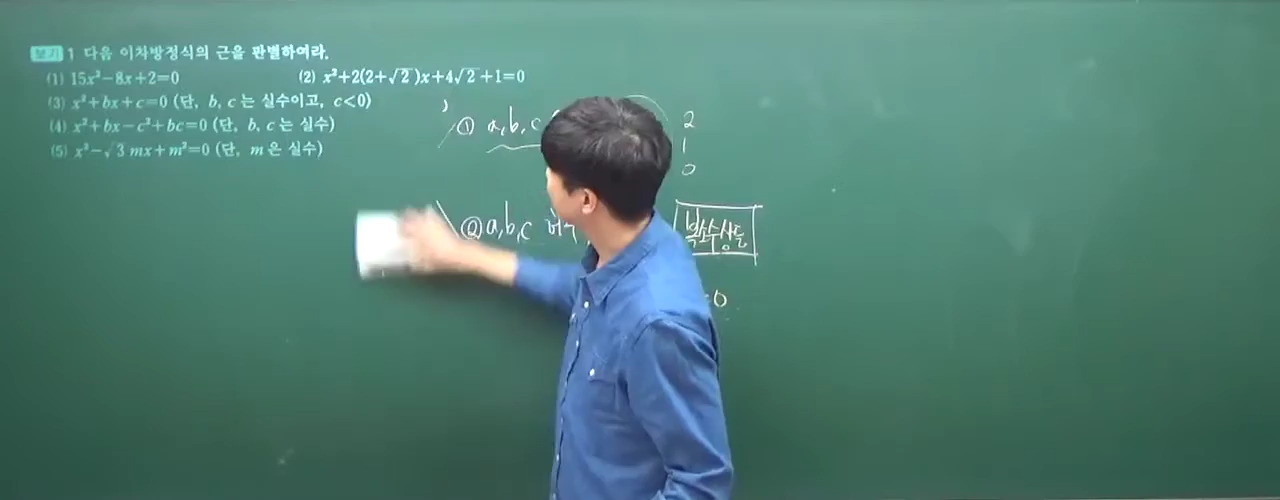 보기 1 다음 이차방정식의 근을 판별하여라.
(1) 15x²-8x+2=0 (2) x²+2(2+√2)x+4√2+1=0
(3) x²+bx+c=0 (단, b, c는 실수이고, c<0)
(4) x²+bx-c²+bc=0 (단, b, c는 실수)
(5) x²-√3 mx+m²=0 (단, m은 실수)
① a,b,c 2
1
0
② a,b,c 복소수상등
=0